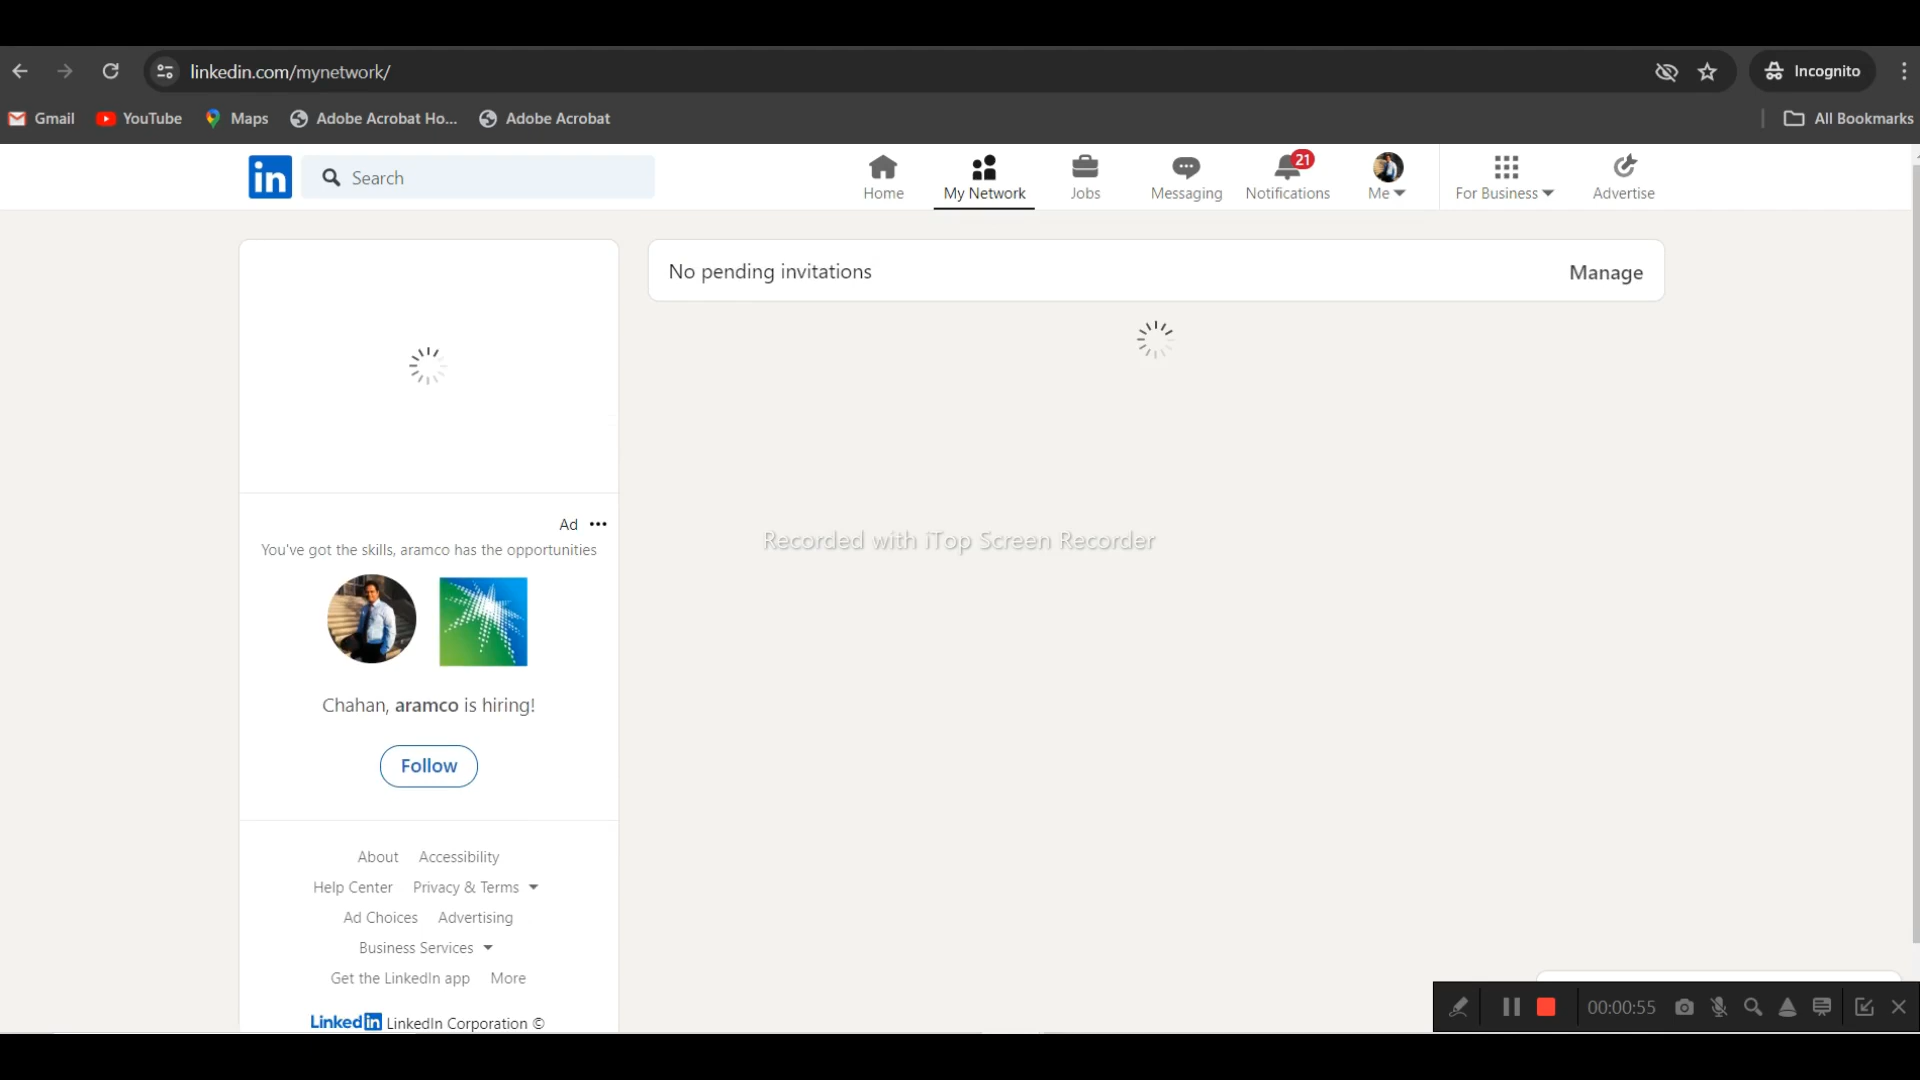 linkedin.com/mynetwork/
Incognito
Gmail
YouTube
Maps
Adobe Acrobat Ho...
Adobe Acrobat
All Bookmarks
in
Search
Home
My Network
Jobs
Messaging
21
Notifications
Me
For Business
Advertise
No pending invitations
Manage
Ad
You've got the skills, aramco has the opportunities
Chahan, aramco is hiring!
Follow
Recorded with iTop Screen Recorder
About Accessibility
Help Center Privacy & Terms
Ad Choices Advertising
Business Services
Get the LinkedIn app More
LinkedIn LinkedIn Corporation ©
00:00:55